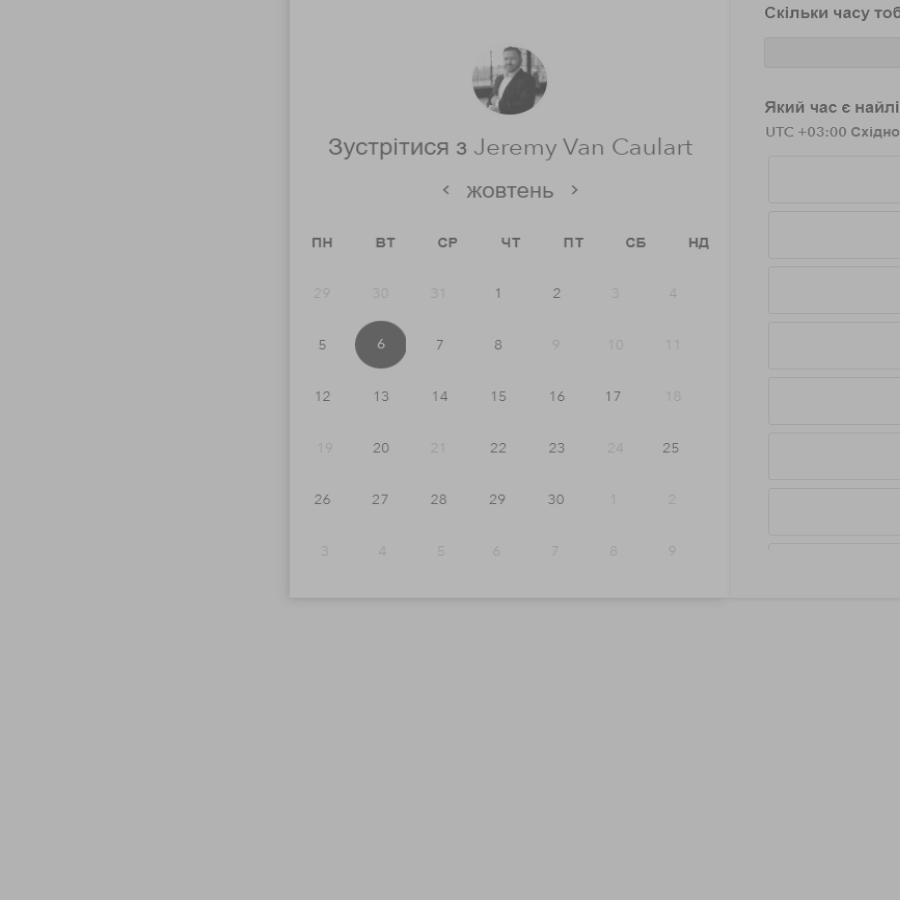 Скільки часу
Зустрітися з Jeremy Van Caulart
< жовтень >
ПН ВТ СР ЧТ ПТ СБ НД
29 30 31 1 2 3 4
5 6 7 8 9 10 11
12 13 14 15 16 17 18
19 20 21 22 23 24 25
26 27 28 29 30 1 2
3 4 5 6 7 8 9
Який час є
UTC +03:00